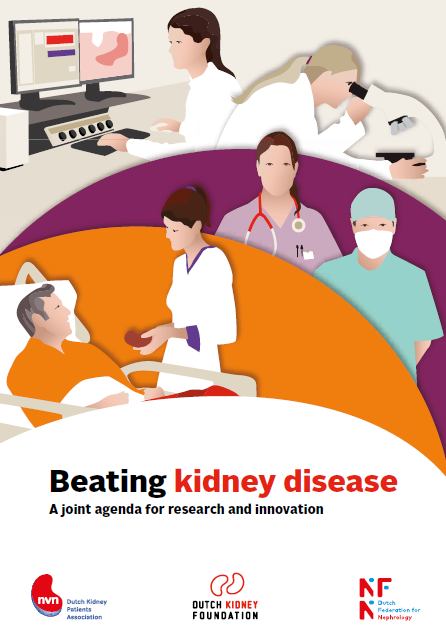 Beating kidney disease
A joint agenda for research and innovation
nvn
Dutch Kidney
Patients
Association
DUTCH KIDNEY
FOUNDATION
NF
N
Dutch
Federation for
Nephrology